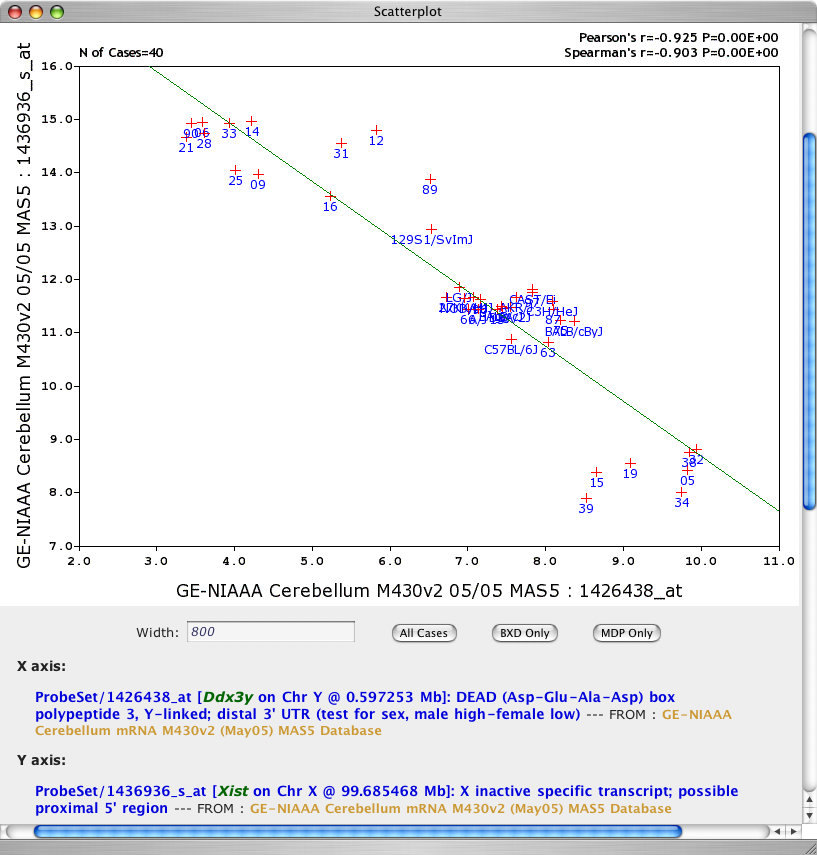 Scatterplot
Pearson's r=-0.925 P=0.00E+00
N of Cases=40
Spearman's r=-0.903 P=0.00E+00
GE-NIAAA Cerebellum M430v2 05/05 MAS5 : 1436936_s_at
16.0
15.0
14.0
13.0
12.0
11.0
10.0
9.0
8.0
7.0
90
06
21
28
33
14
25
09
31
12
89
16
129S1/SvImJ
C3H/HeJ
BALB/cByJ
C57BL/6J
63
15
19
38
05
39
34
2.0 3.0 4.0 5.0 6.0 7.0 8.0 9.0 10.0 11.0
GE-NIAAA Cerebellum M430v2 05/05 MAS5 : 1426438_at
Width: 800 All Cases BXD Only MDP Only
X axis:
ProbeSet/1426438_at [Ddx3y on Chr Y @ 0.597253 Mb]: DEAD (Asp-Glu-Ala-Asp) box
polypeptide 3, Y-linked; distal 3' UTR (test for sex, male high-female low) --- FROM : GE-NIAAA
Cerebellum mRNA M430v2 (May05) MAS5 Database
Y axis:
ProbeSet/1436936_s_at [Xist on Chr X @ 99.685468 Mb]: X inactive specific transcript; possible
proximal 5' region --- FROM : GE-NIAAA Cerebellum mRNA M430v2 (May05) MAS5 Database